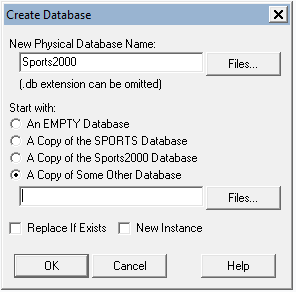 Create Database
New Physical Database Name:
Sports2000
Files...
(.db extension can be omitted)
Start with:
An EMPTY Database
A Copy of the SPORTS Database
A Copy of the Sports2000 Database
A Copy of Some Other Database
Files...
Replace If Exists New Instance
OK Cancel Help